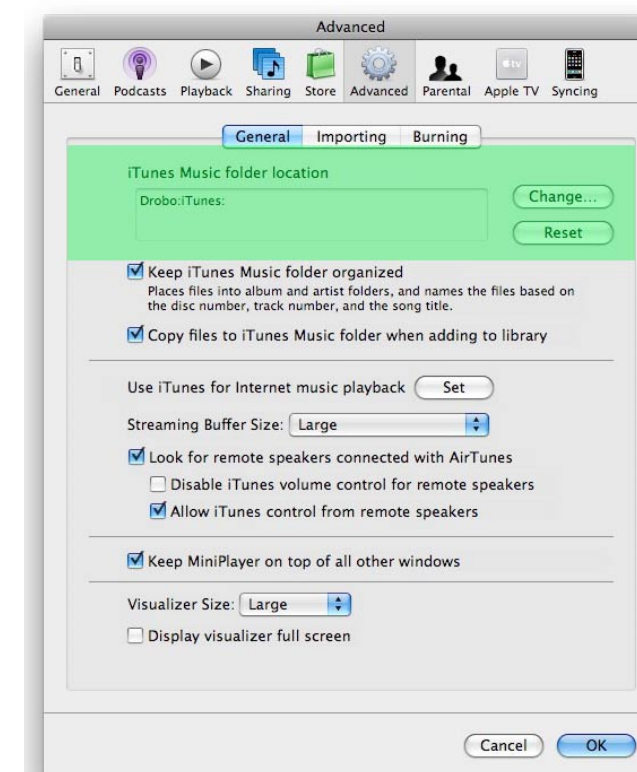 Advanced
General Podcasts Playback Sharing Store Advanced Parental Apple TV Syncing
General Importing Burning
iTunes Music folder location
Drobo:iTunes:
Change...
Reset
Keep iTunes Music folder organized
Places files into album and artist folders, and names the files based on
the disc number, track number, and the song title.
Copy files to iTunes Music folder when adding to library
Use iTunes for Internet music playback Set
Streaming Buffer Size: Large
Look for remote speakers connected with AirTunes
Disable iTunes volume control for remote speakers
Allow iTunes control from remote speakers
Keep MiniPlayer on top of all other windows
Visualizer Size: Large
Display visualizer full screen
Cancel OK